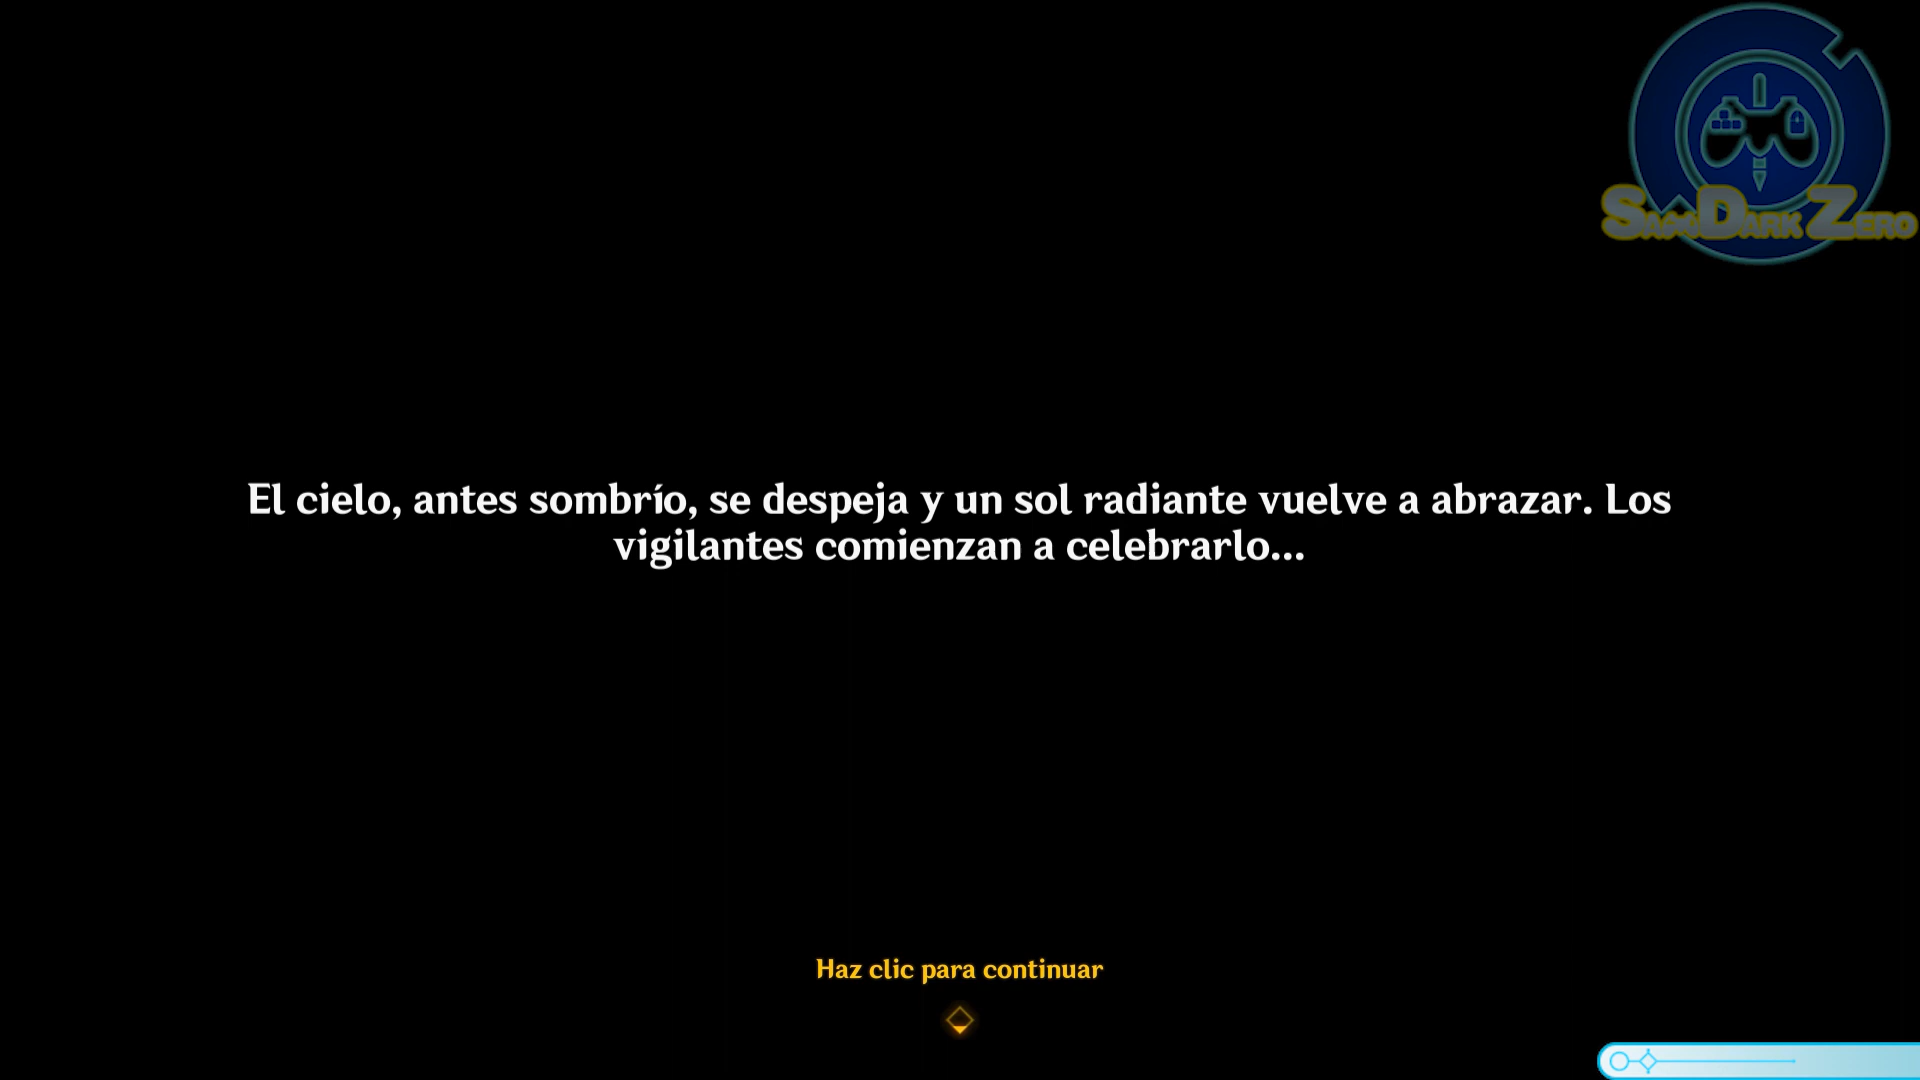 SamDark Zero
El cielo, antes sombrío, se despeja y un sol radiante vuelve a abrazar. Los
vigilantes comienzan a celebrarlo...
Haz clic para continuar